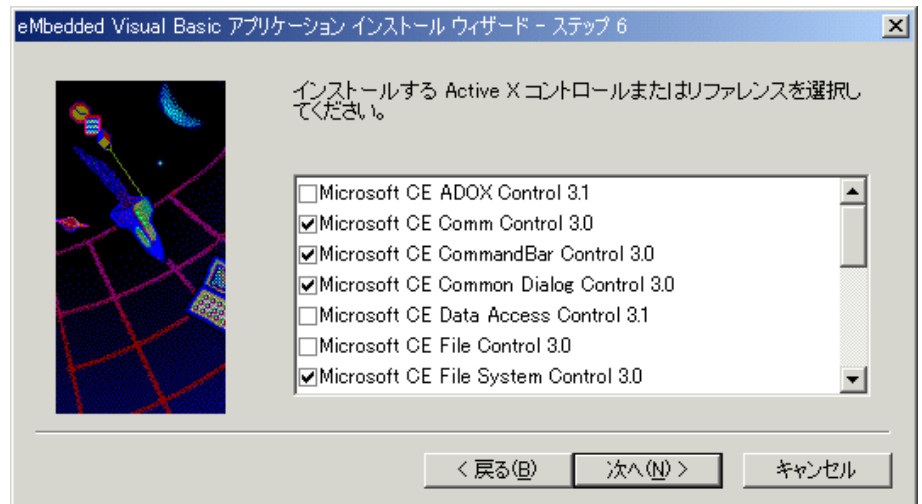 eMbedded Visual Basic アプリケーション インストール ウィザード - ステップ 6
インストールする Active X コントロールまたはリファレンスを選択し
てください。
Microsoft CE ADOX Control 3.1
Microsoft CE Comm Control 3.0
Microsoft CE CommandBar Control 3.0
Microsoft CE Common Dialog Control 3.0
Microsoft CE Data Access Control 3.1
Microsoft CE File Control 3.0
Microsoft CE File System Control 3.0
< 戻る(B)
次へ(N) >
キャンセル